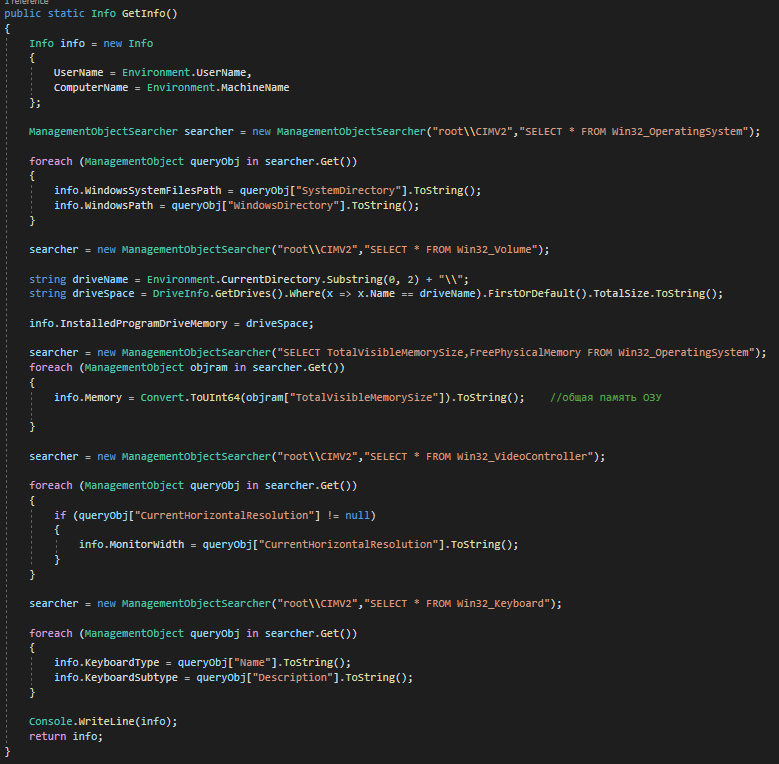 1 reference
public static Info GetInfo()
{
Info info = new Info
{
UserName = Environment.UserName,
ComputerName = Environment.MachineName
};
ManagementObjectSearcher searcher = new ManagementObjectSearcher("root\\CIMV2","SELECT * FROM Win32_OperatingSystem");
foreach (ManagementObject queryObj in searcher.Get())
{
info.WindowsSystemFilesPath = queryObj["SystemDirectory"].ToString();
info.WindowsPath = queryObj["WindowsDirectory"].ToString();
}
searcher = new ManagementObjectSearcher("root\\CIMV2","SELECT * FROM Win32_Volume");
string driveName = Environment.CurrentDirectory.Substring(0, 2) + "\\";
string driveSpace = DriveInfo.GetDrives().Where(x => x.Name == driveName).FirstOrDefault().TotalSize.ToString();
info.InstalledProgramDriveMemory = driveSpace;
searcher = new ManagementObjectSearcher("SELECT TotalVisibleMemorySize,FreePhysicalMemory FROM Win32_OperatingSystem");
foreach (ManagementObject objram in searcher.Get())
{
info.Memory = Convert.ToUInt64(objram["TotalVisibleMemorySize"]).ToString();    //общая память ОЗУ
}
searcher = new ManagementObjectSearcher("root\\CIMV2","SELECT * FROM Win32_VideoController");
foreach (ManagementObject queryObj in searcher.Get())
{
if (queryObj["CurrentHorizontalResolution"] != null)
{
info.MonitorWidth = queryObj["CurrentHorizontalResolution"].ToString();
}
}
searcher = new ManagementObjectSearcher("root\\CIMV2","SELECT * FROM Win32_Keyboard");
foreach (ManagementObject queryObj in searcher.Get())
{
info.KeyboardType = queryObj["Name"].ToString();
info.KeyboardSubtype = queryObj["Description"].ToString();
}
Console.WriteLine(info);
return info;
}